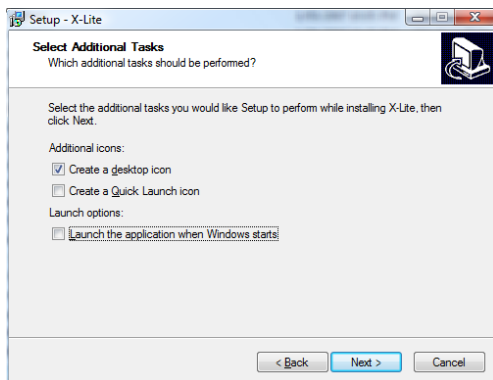 Setup - X-Lite
Select Additional Tasks
Which additional tasks should be performed?
Select the additional tasks you would like Setup to perform while installing X-Lite, then
click Next.
Additional icons:
Create a desktop icon
Create a Quick Launch icon
Launch options:
Launch the application when Windows starts
< Back
Next >
Cancel